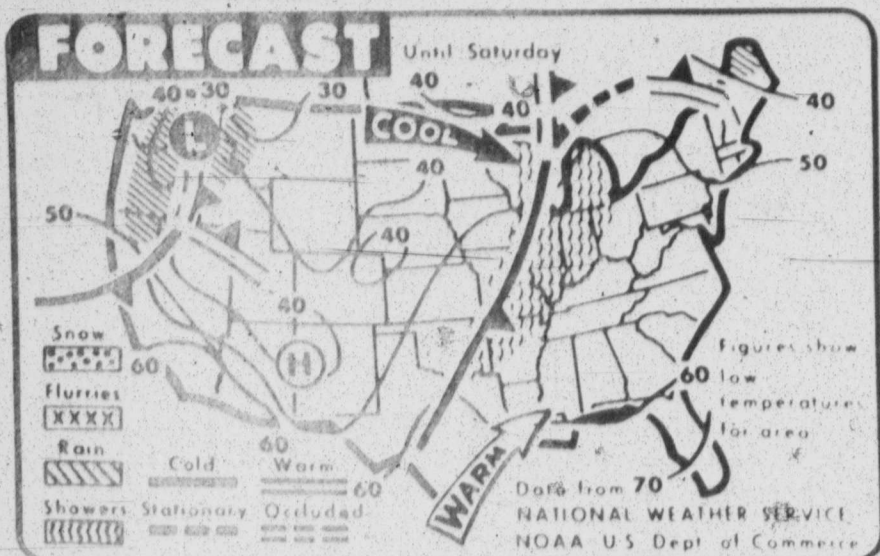 FORECAST
Until Saturday
40 30 30 40 40
COOL
40
50
40
50
40
40
L
H
60
60
60
60
70
Snow
Flurries
Rain
Showers
Cold
Warm
Stationary
Occluded
WARM
Figures show
low
temperatures
for area
Data from
NATIONAL WEATHER SERVICE
NOAA U S Dept of Commerce